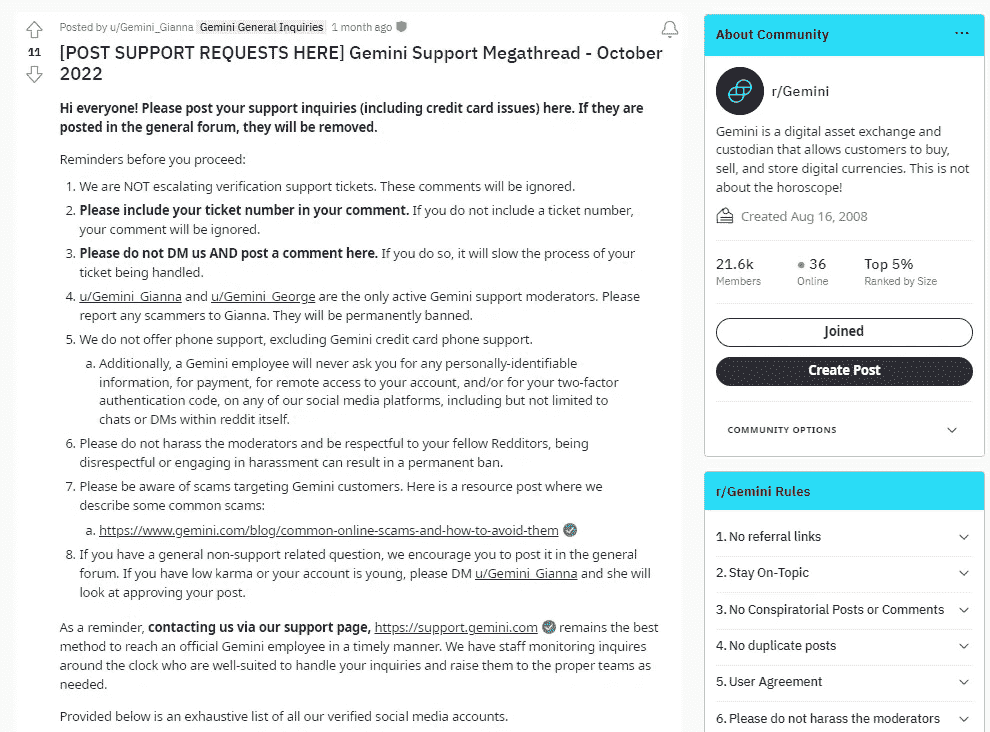 Posted by u/Gemini_Gianna Gemini General Inquiries 1 month ago
11
[POST SUPPORT REQUESTS HERE] Gemini Support Megathread - October
2022
Hi everyone! Please post your support inquiries (including credit card issues) here. If they are
posted in the general forum, they will be removed.
Reminders before you proceed:
1. We are NOT escalating verification support tickets. These comments will be ignored.
2. Please include your ticket number in your comment. If you do not include a ticket number,
your comment will be ignored.
3. Please do not DM us AND post a comment here. If you do so, it will slow the process of your
ticket being handled.
4. u/Gemini_Gianna and u/Gemini_George are the only active Gemini support moderators. Please
report any scammers to Gianna. They will be permanently banned.
5. We do not offer phone support, excluding Gemini credit card phone support.
a. Additionally, a Gemini employee will never ask you for any personally-identifiable
information, for payment, for remote access to your account, and/or for your two-factor
authentication code, on any of our social media platforms, including but not limited to
chats or DMs within reddit itself.
6. Please do not harass the moderators and be respectful to your fellow Redditors, being
disrespectful or engaging in harassment can result in a permanent ban.
7. Please be aware of scams targeting Gemini customers. Here is a resource post where we
describe some common scams:
a. https://www.gemini.com/blog/common-online-scams-and-how-to-avoid-them
8. If you have a general non-support related question, we encourage you to post it in the general
forum. If you have low karma or your account is young, please DM u/Gemini_Gianna and she will
look at approving your post.
As a reminder, contacting us via our support page, https://support.gemini.com remains the best
method to reach an official Gemini employee in a timely manner. We have staff monitoring inquires
around the clock who are well-suited to handle your inquiries and raise them to the proper teams as
needed.
Provided below is an exhaustive list of all our verified social media accounts.
About Community
r/Gemini
Gemini is a digital asset exchange and
custodian that allows customers to buy,
sell, and store digital currencies. This is not
about the horoscope!
Created Aug 16, 2008
21.6k 36 Top 5%
Members Online Ranked by Size
Joined
Create Post
COMMUNITY OPTIONS
r/Gemini Rules
1. No referral links
2. Stay On-Topic
3. No Conspiratorial Posts or Comments
4. No duplicate posts
5. User Agreement
6. Please do not harass the moderators